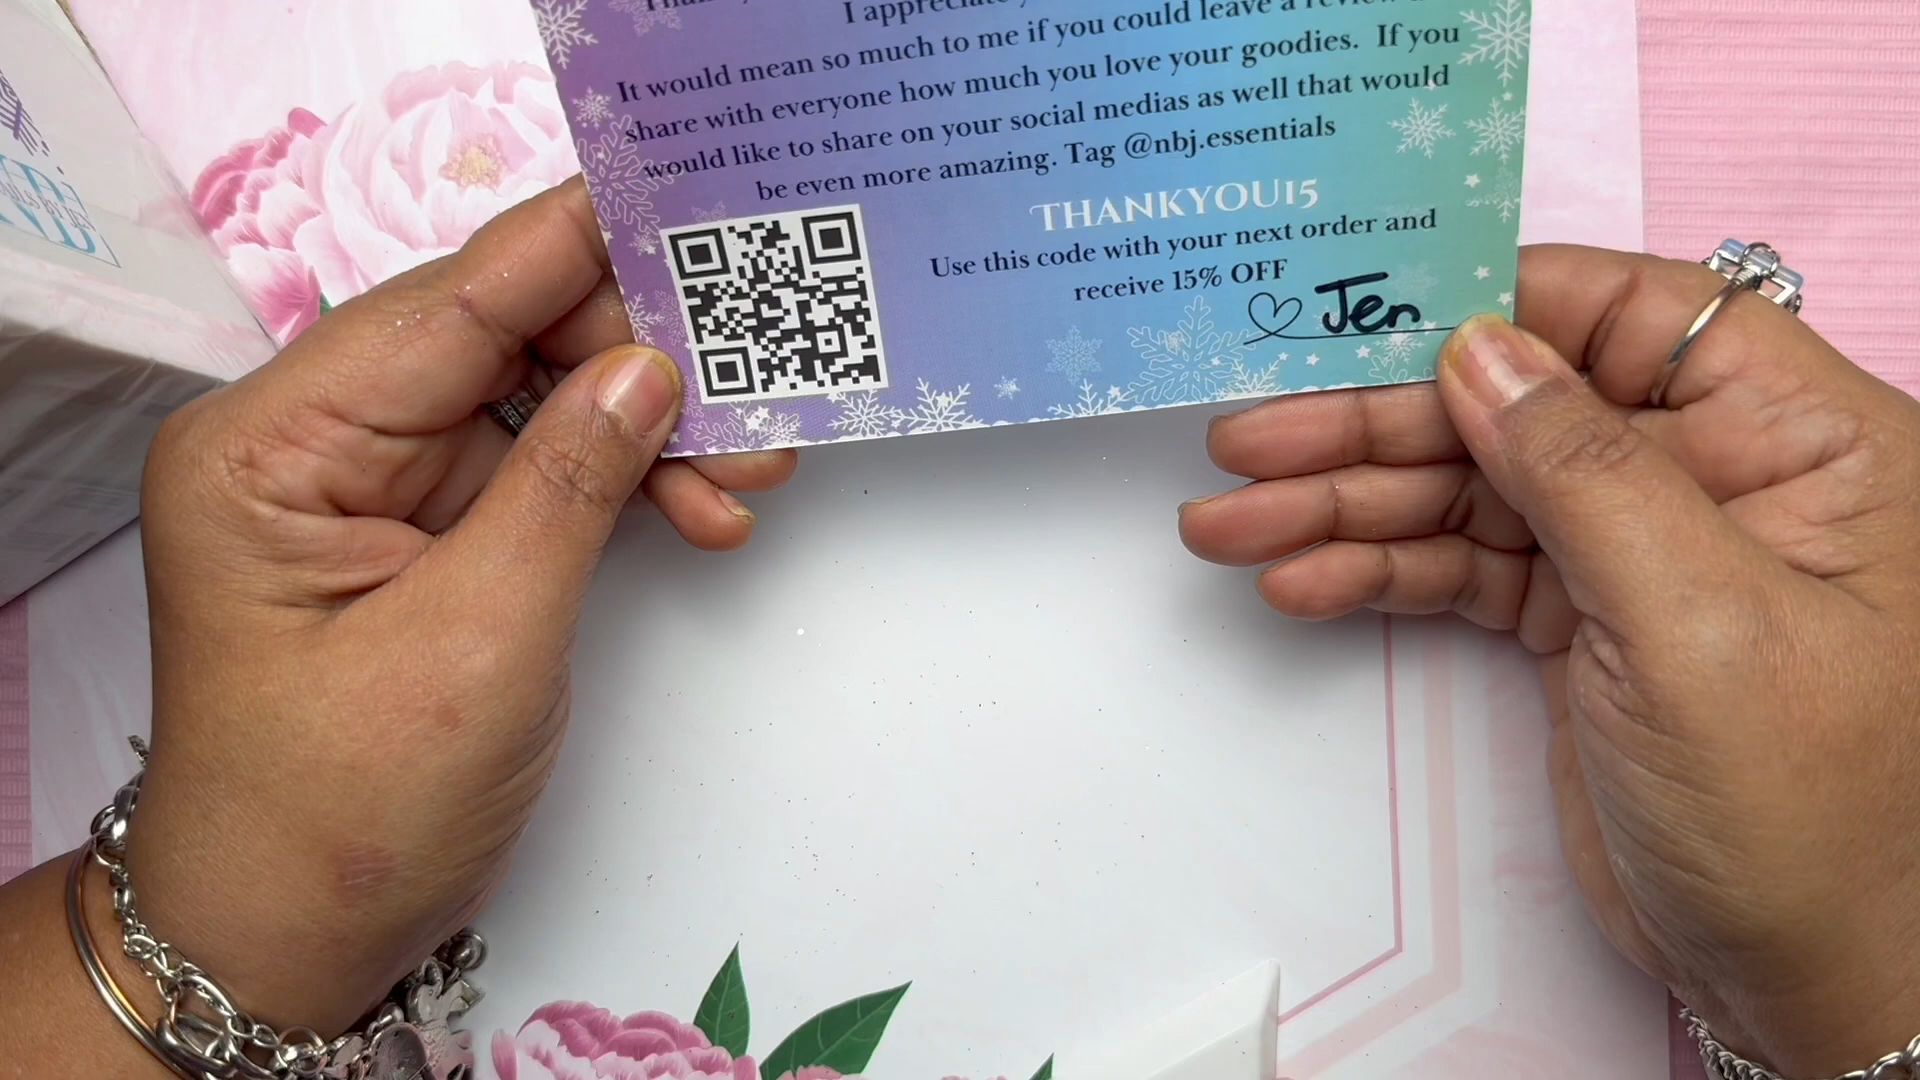 I appreciate
It would mean so much to me if you could leave a review
share with everyone how much you love your goodies. If you
would like to share on your social medias as well that would
be even more amazing. Tag @nbj.essentials
THANKYOU15
Use this code with your next order and
receive 15% OFF
Jen